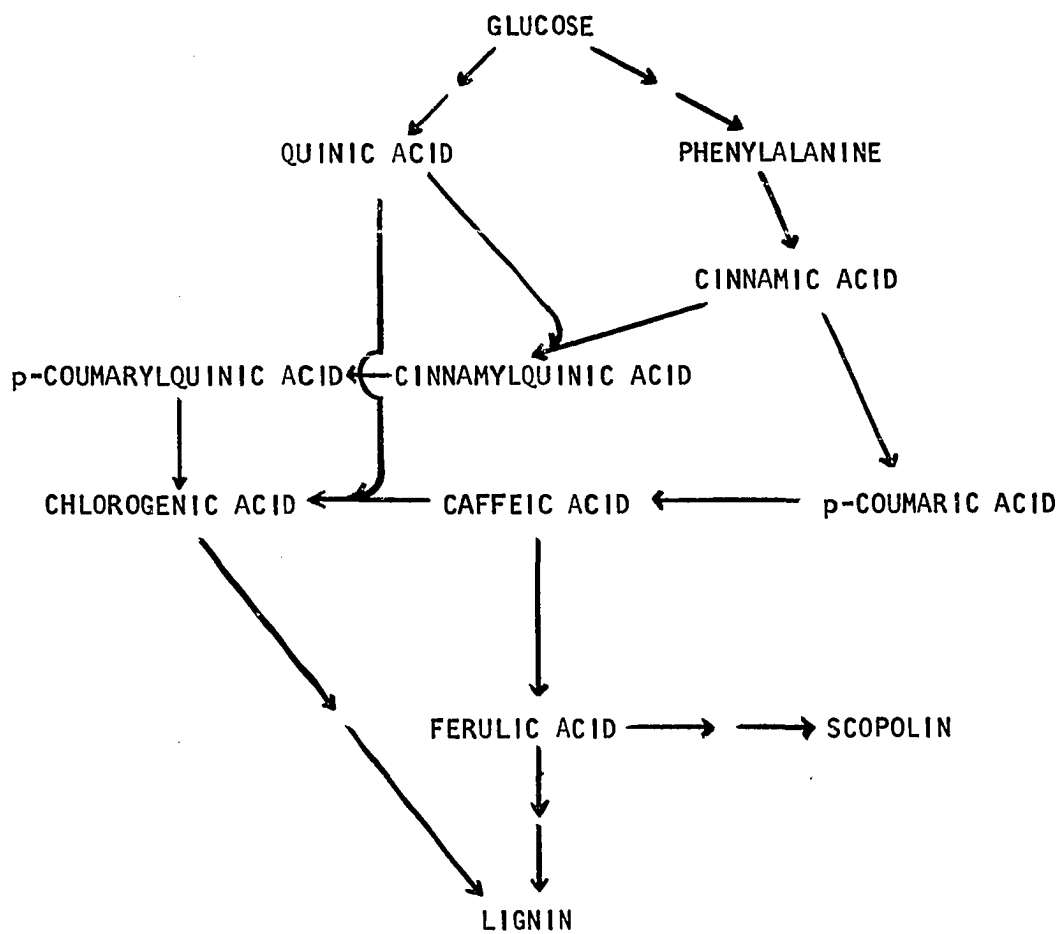 GLUCOSE
QUINIC ACID
PHENYLALANINE
CINNAMIC ACID
p-COUMARYLQUINIC ACID
CINNAMYLQUINIC ACID
CHLOROGENIC ACID
CAFFEIC ACID
p-COUMARIC ACID
FERULIC ACID
SCOPOLIN
LIGNIN